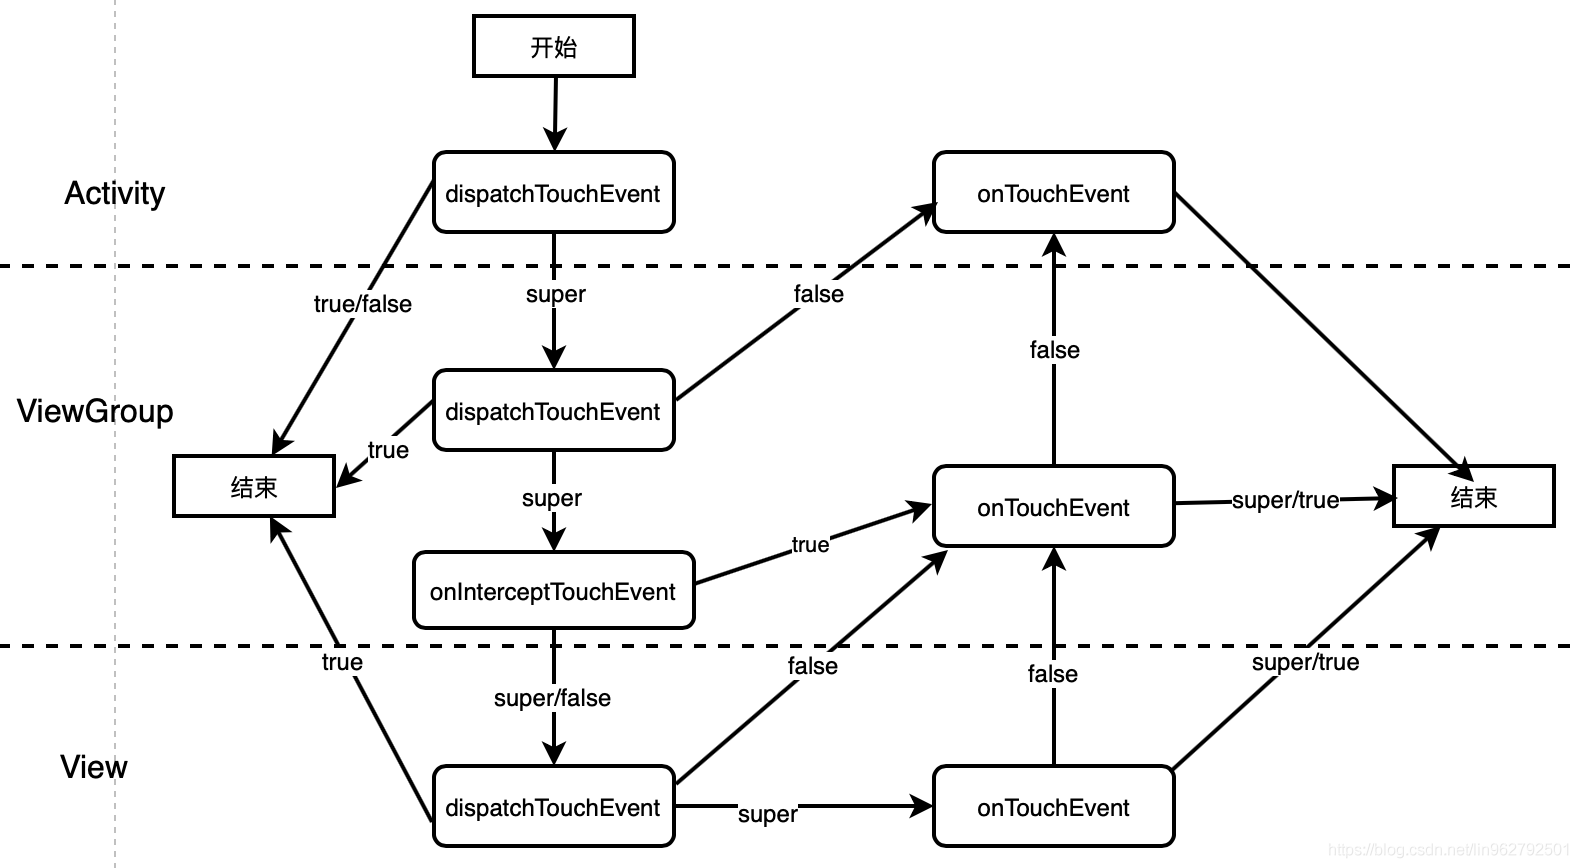 开始
Activity
dispatchTouchEvent
onTouchEvent
true/false
super
false
false
ViewGroup
dispatchTouchEvent
true
结束
super
onTouchEvent
super/true
结束
true
onInterceptTouchEvent
true
super/false
false
false
super/true
View
dispatchTouchEvent
super
onTouchEvent
https://blog.csdn.net/lin962792501